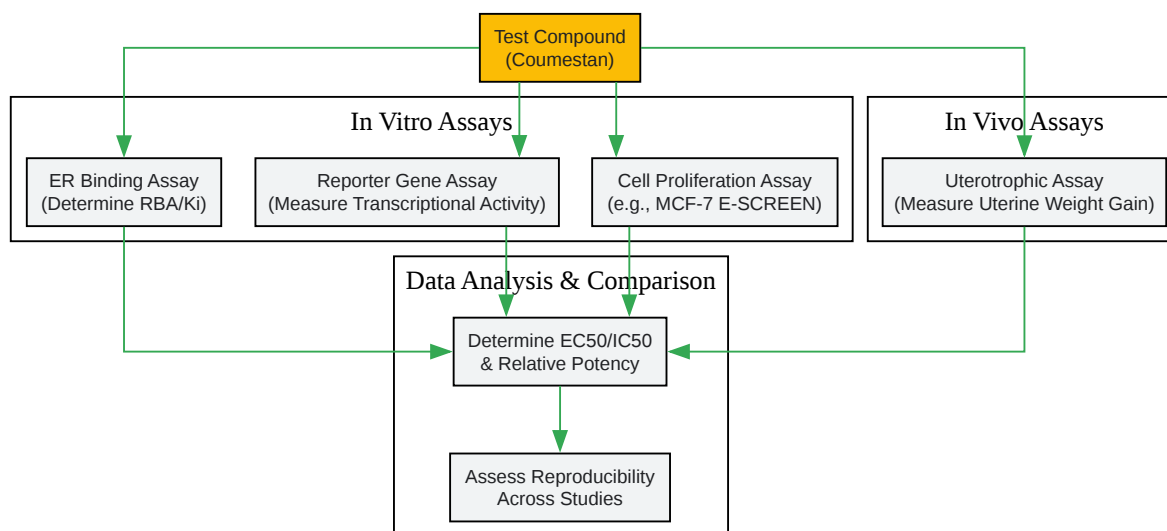 Test Compound
(Coumestan)
In Vitro Assays
In Vivo Assays
ER Binding Assay
(Determine RBA/Ki)
Reporter Gene Assay
(Measure Transcriptional Activity)
Cell Proliferation Assay
(e.g., MCF-7 E-SCREEN)
Uterotrophic Assay
(Measure Uterine Weight Gain)
Data Analysis & Comparison
Determine EC50/IC50
& Relative Potency
Assess Reproducibility
Across Studies